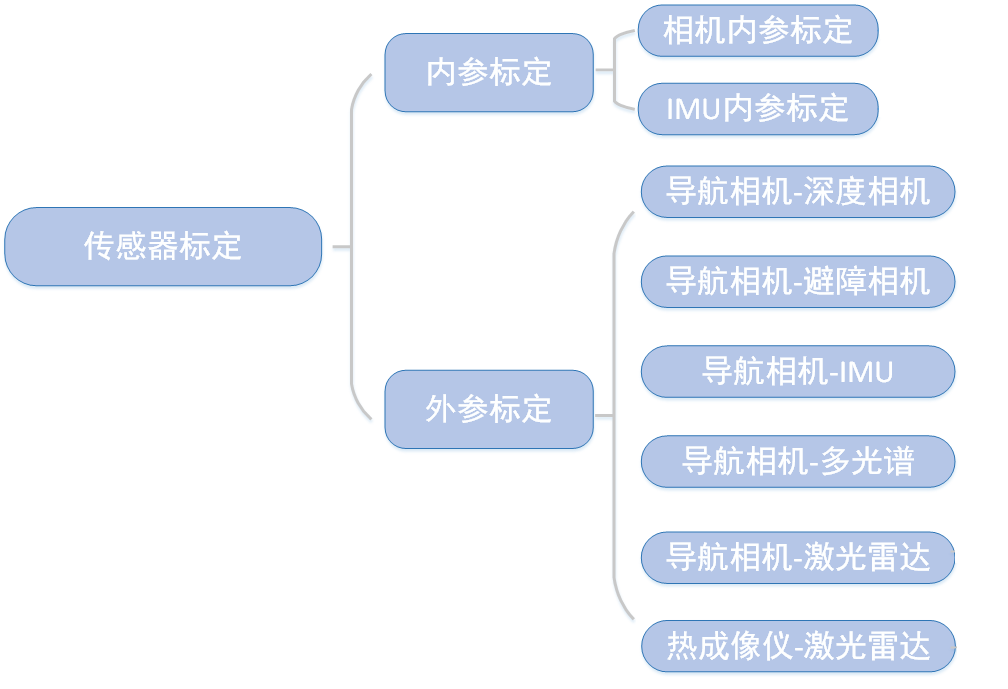 传感器标定
内参标定
相机内参标定
IMU内参标定
外参标定
导航相机-深度相机
导航相机-避障相机
导航相机-IMU
导航相机-多光谱
导航相机-激光雷达
热成像仪-激光雷达